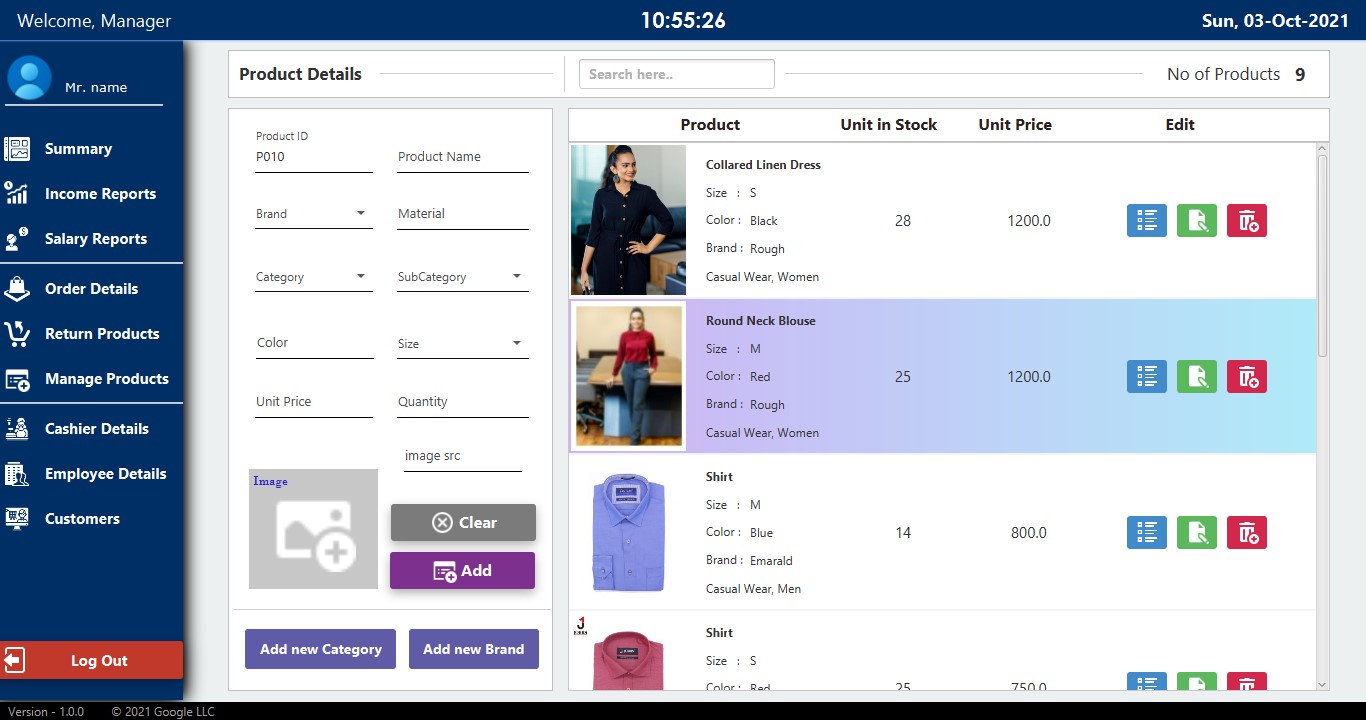 Welcome, Manager
10:55:26
Sun, 03-Oct-2021
Mr. name
Summary
Income Reports
Salary Reports
Order Details
Return Products
Manage Products
Cashier Details
Employee Details
Customers
Log Out
Product Details
Search here..
No of Products 9
Product ID
P010
Product Name
Brand
Material
Category
SubCategory
Color
Size
Unit Price
Quantity
image src
Image
Clear
Add
Add new Category
Add new Brand
Product
Unit in Stock
Unit Price
Edit
Collared Linen Dress
Size : S
Color : Black
Brand : Rough
Casual Wear, Women
28
1200.0
Round Neck Blouse
Size : M
Color : Red
Brand : Rough
Casual Wear, Women
25
1200.0
Shirt
Size : M
Color : Blue
Brand : Emarald
Casual Wear, Men
14
800.0
Shirt
Size : S
Color : Red
25
750.0
Version - 1.0.0
© 2021 Google LLC